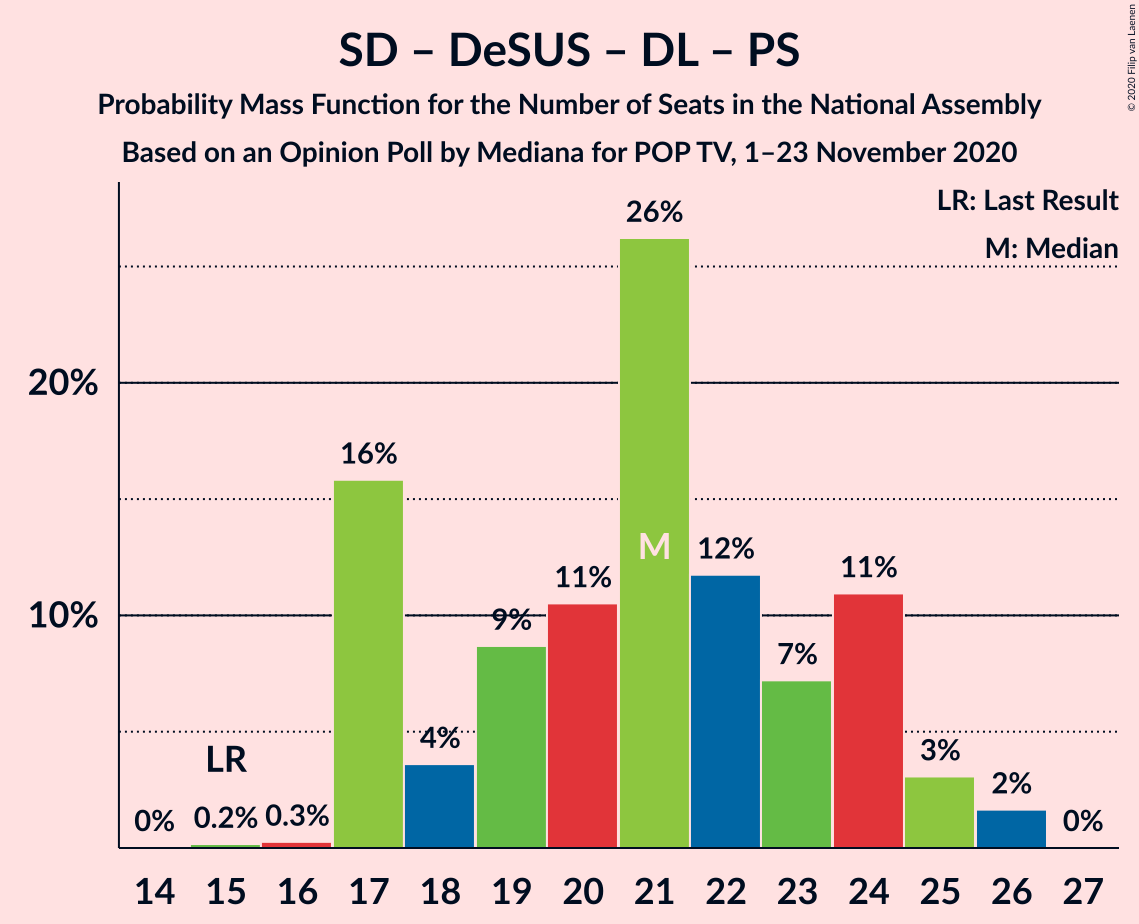 SD – DeSUS – DL – PS
Probability Mass Function for the Number of Seats in the National Assembly
Based on an Opinion Poll by Mediana for POP TV, 1–23 November 2020
© 2020 Filip van Laenen
LR: Last Result
M: Median
20%
10%
0%
0.2%
0.3%
16%
4%
9%
11%
26%
12%
7%
11%
3%
2%
0%
LR
M
14 15 16 17 18 19 20 21 22 23 24 25 26 27